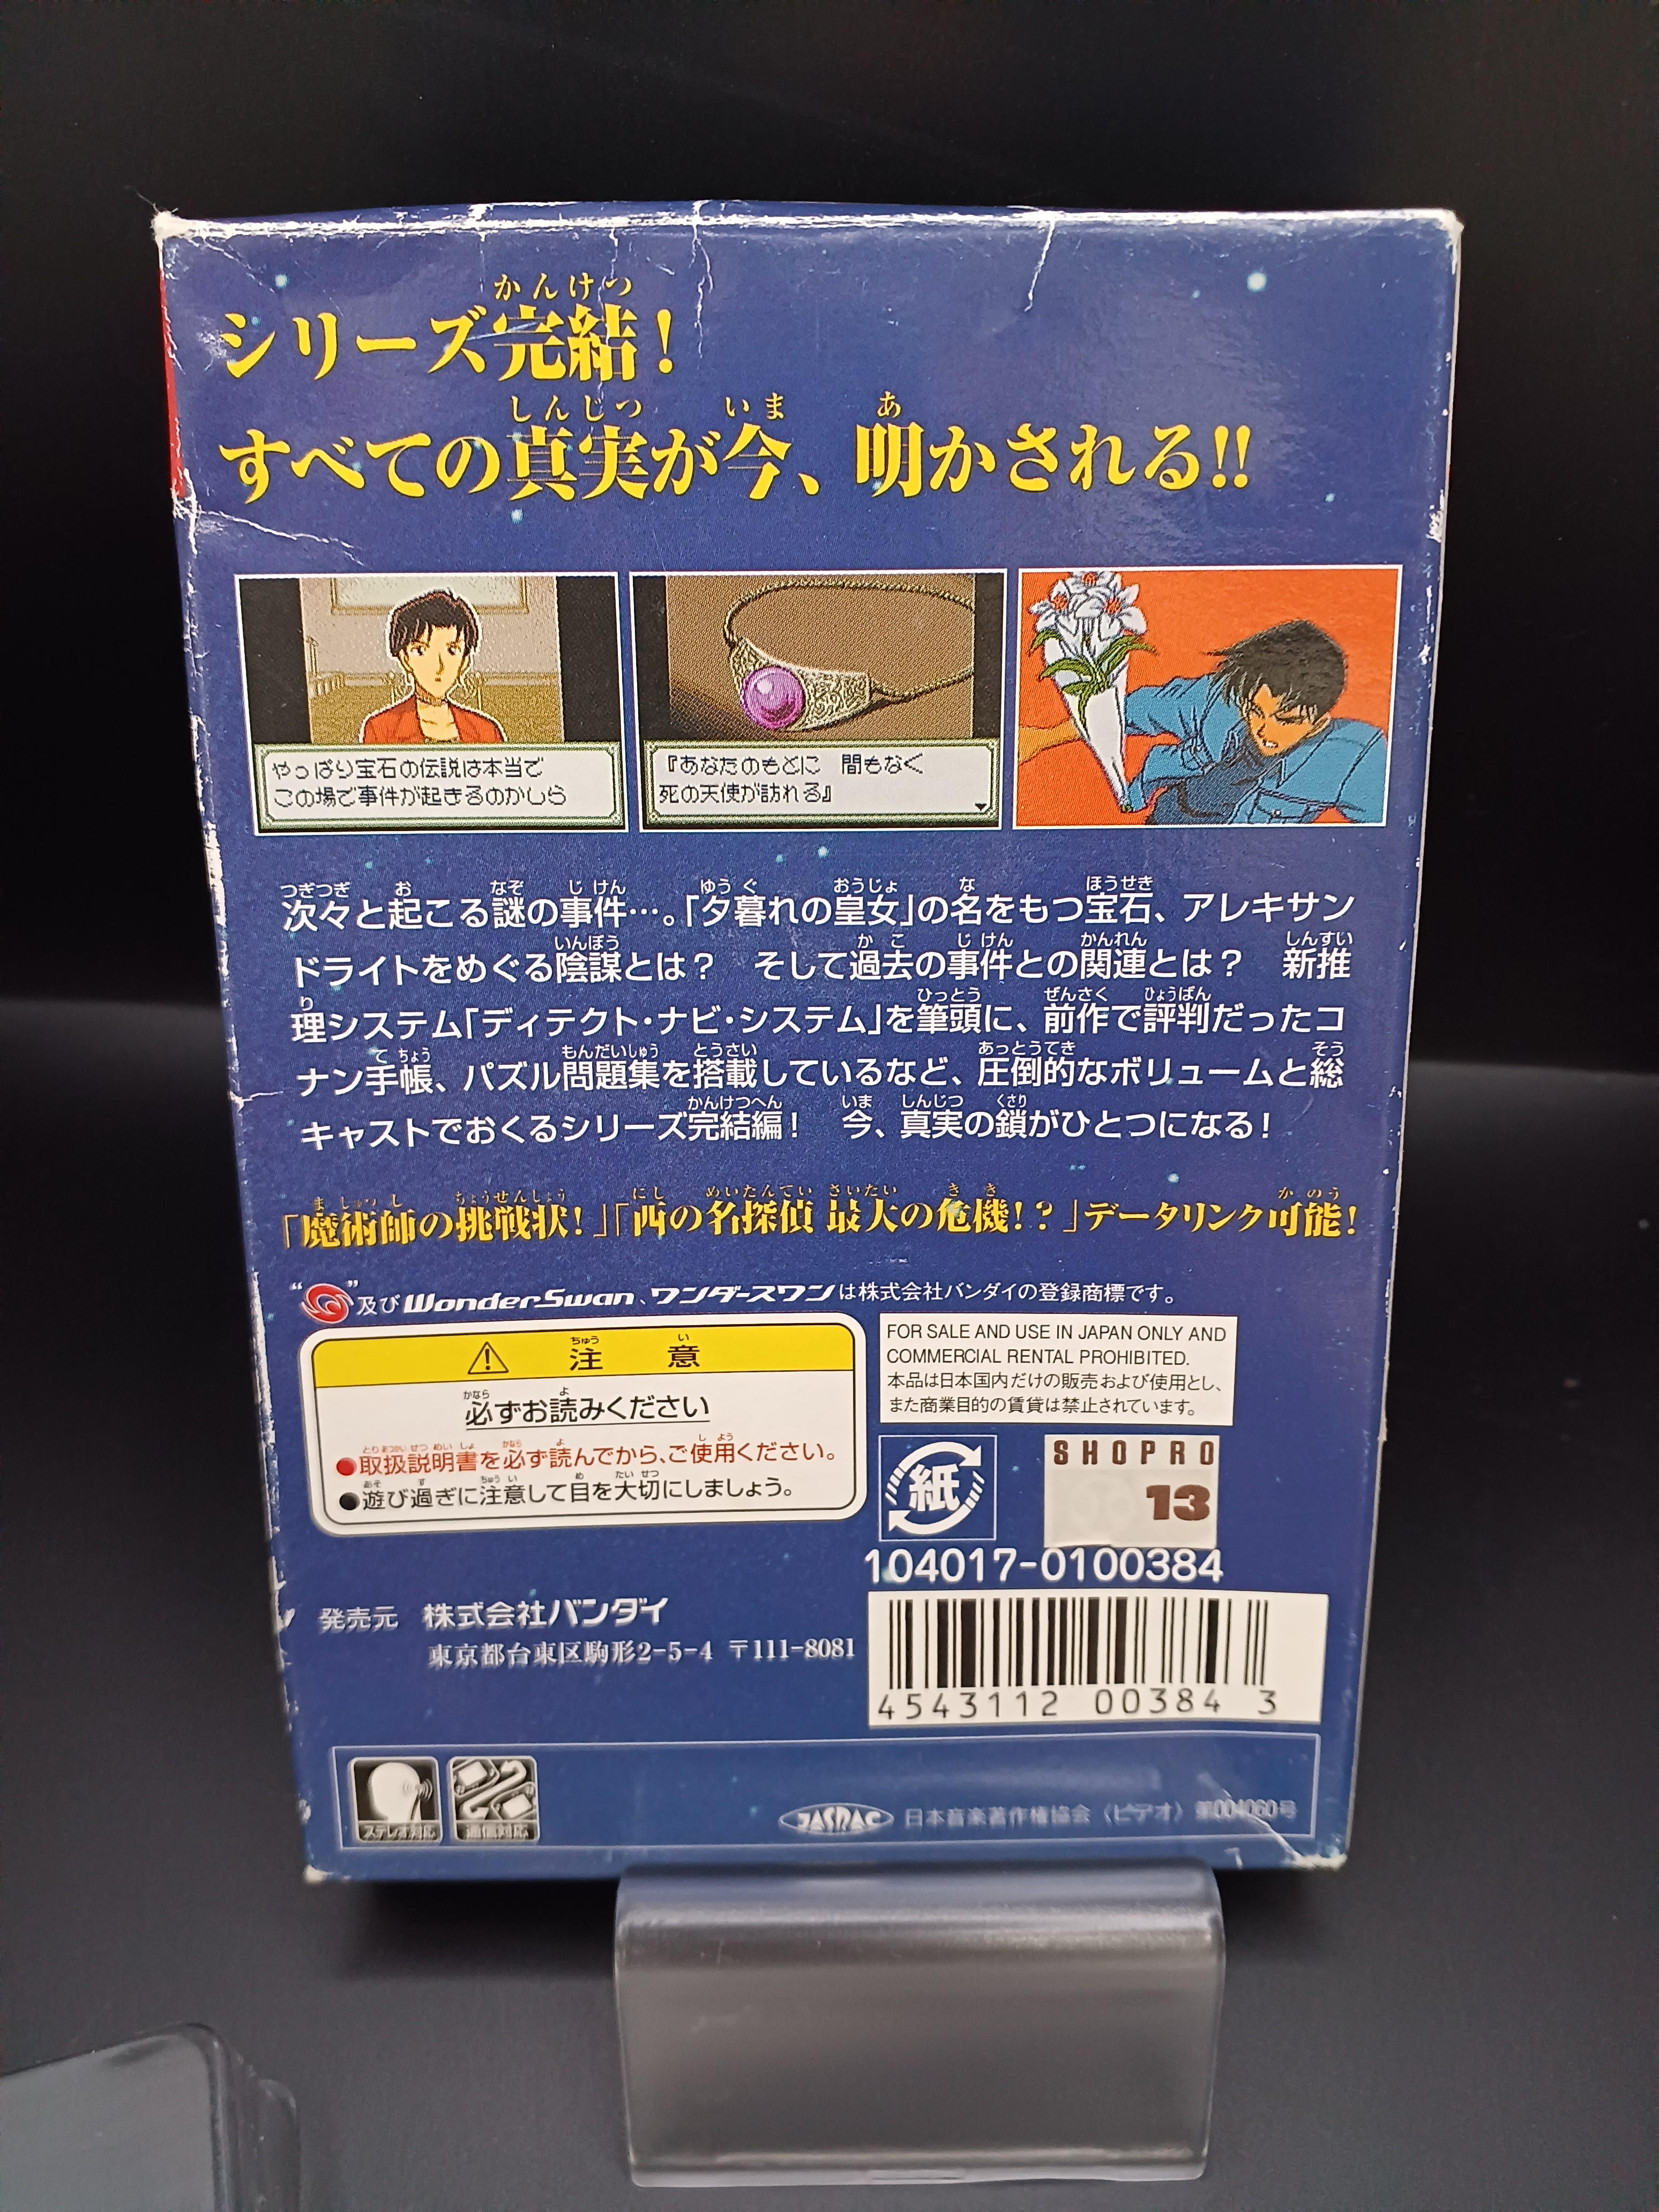 シリーズ完結!
すべての真実が今、明かされる!!
やっぱり宝石の伝説は本当で
この場で事件が起きるのかしら
『あなたのもとに　間もなく
死の天使が訪れる』
次々と起こる謎の事件…。「夕暮れの皇女」の名をもつ宝石、アレキサン
ドライトをめぐる陰謀とは?　そして過去の事件との関連とは?　新推
理システム「ディテクト・ナビ・システム」を筆頭に、前作で評判だったコ
ナン手帳、パズル問題集を搭載しているなど、圧倒的なボリュームと総
キャストでおくるシリーズ完結編!　今、真実の鎖がひとつになる!
「魔術師の挑戦状!」「西の名探偵 最大の危機!?」データリンク可能!
“ ”及びWonderSwan、ワンダースワンは株式会社バンダイの登録商標です。
注　意
必ずお読みください
●取扱説明書を必ず読んでから、ご使用ください。
●遊び過ぎに注意して目を大切にしましょう。
FOR SALE AND USE IN JAPAN ONLY AND
COMMERCIAL RENTAL PROHIBITED.
本品は日本国内だけの販売および使用とし、
また商業目的の賃貸は禁止されています。
紙
SHOPRO
13
104017-0100384
発売元　株式会社バンダイ
東京都台東区駒形2-5-4 〒111-8081
4543112 00384 3
ステレオ対応
通信対応
JASRAC 日本音楽著作権協会〈ビデオ〉第004060号